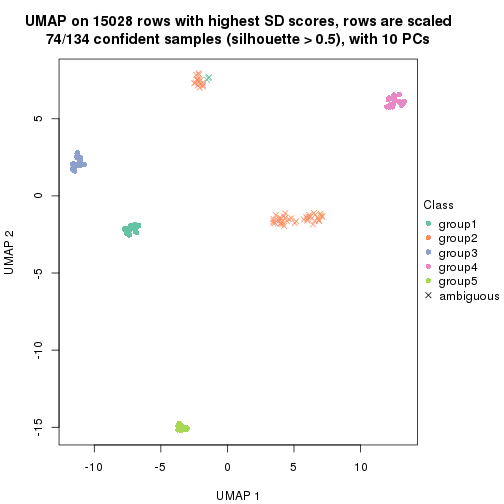 UMAP on 15028 rows with highest SD scores, rows are scaled
74/134 confident samples (silhouette > 0.5), with 10 PCs
5
0
-5
-10
-15
UMAP 2
-10
-5
0
5
10
UMAP 1
Class
group1
group2
group3
group4
group5
ambiguous